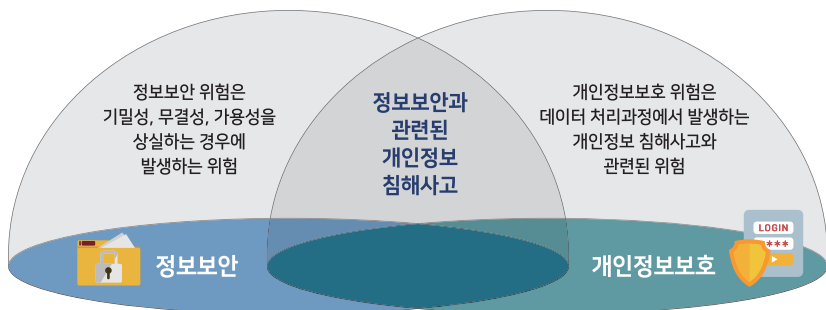 정보보안 위험은
기밀성, 무결성, 가용성을
상실하는 경우에
발생하는 위험
정보보안과
관련된
개인정보
침해사고
개인정보보호 위험은
데이터 처리과정에서 발생하는
개인정보 침해사고와
관련된 위험
정보보안
개인정보보호
LOGIN
***